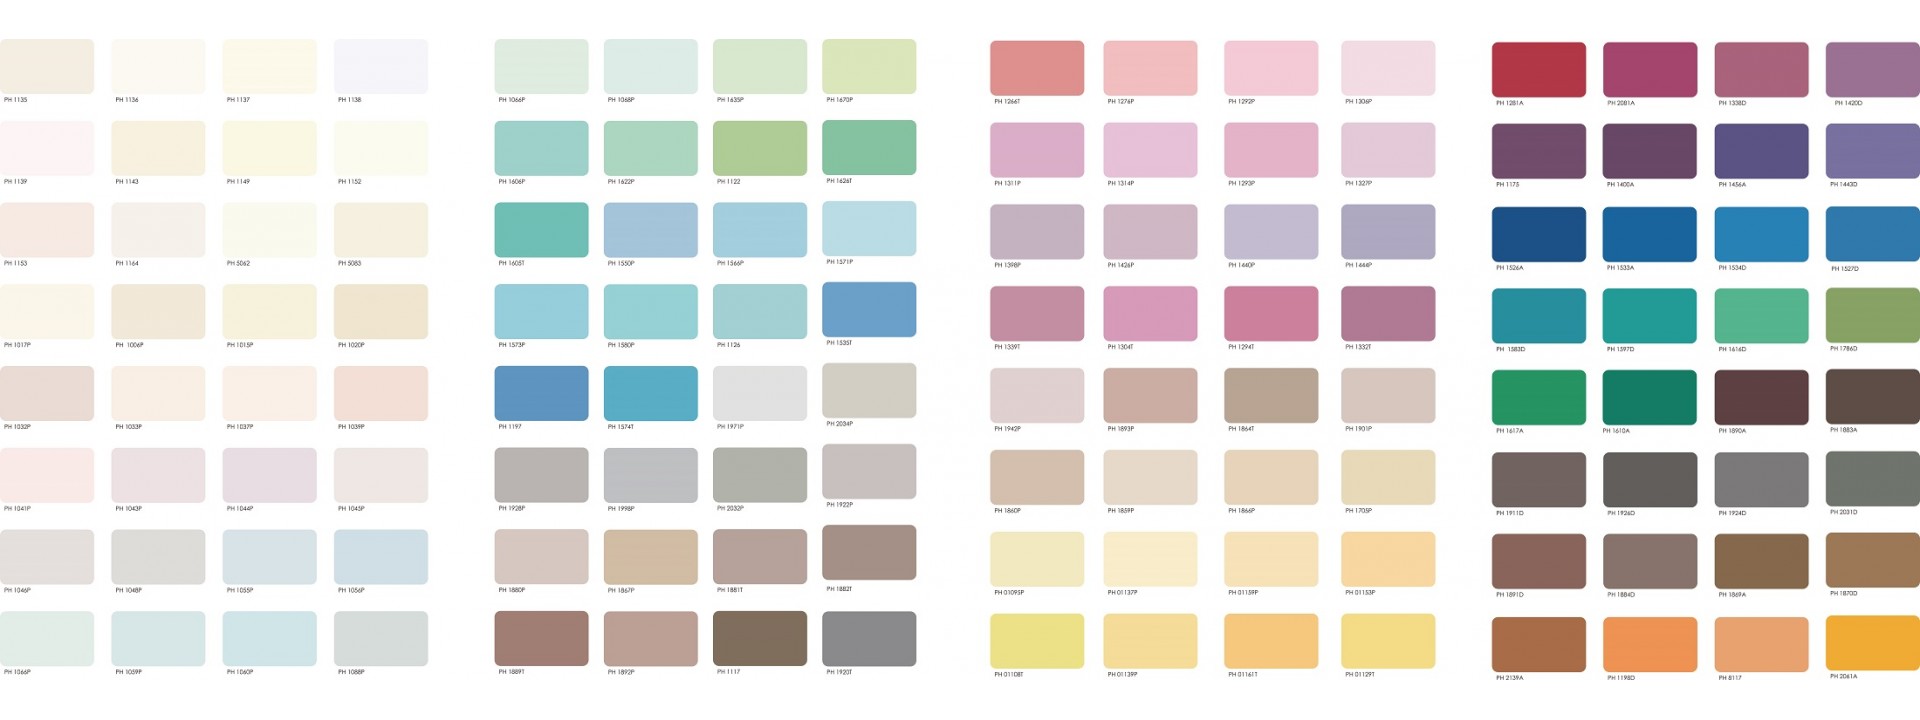 PH 1135 PH 1136 PH 1137 PH 1138
PH 1139 PH 1143 PH 1149 PH 1152
PH 1153 PH 1164 PH 5062 PH 5083
PH 1017P PH 1006P PH 1015P PH 1020P
PH 1032P PH 1033P PH 1037P PH 1039P
PH 1041P PH 1043P PH 1044P PH 1045P
PH 1046P PH 1048P PH 1055P PH 1056P
PH 1066P PH 1059P PH 1060P PH 1088P
PH 1066P PH 1068P PH 1635P PH 1670P
PH 1606P PH 1622P PH 1122 PH 1626T
PH 1605T PH 1550P PH 1566P PH 1571P
PH 1573P PH 1580P PH 1126 PH 1535T
PH 1197 PH 1574T PH 1971P PH 2034P
PH 1928P PH 1998P PH 2032P PH 1922P
PH 1880P PH 1867P PH 1881T PH 1882T
PH 1889T PH 1892P PH 1117 PH 1920T
PH 1266T PH 1276P PH 1292P PH 1306P
PH 1311P PH 1314P PH 1293P PH 1327P
PH 1398P PH 1426P PH 1440P PH 1444P
PH 1339T PH 1304T PH 1294T PH 1332T
PH 1942P PH 1893P PH 1864T PH 1901P
PH 1860P PH 1859P PH 1866P PH 1705P
PH 01095P PH 01137P PH 01159P PH 01153P
PH 01108T PH 01139P PH 01161T PH 01129T
PH 1281A PH 2081A PH 1338D PH 1420D
PH 1175 PH 1400A PH 1456A PH 1443D
PH 1526A PH 1533A PH 1534D PH 1527D
PH 1583D PH 1597D PH 1616D PH 1786D
PH 1617A PH 1610A PH 1890A PH 1883A
PH 1911D PH 1926D PH 1924D PH 2031D
PH 1891D PH 1884D PH 1869A PH 1870D
PH 2139A PH 1198D PH 8117 PH 2061A